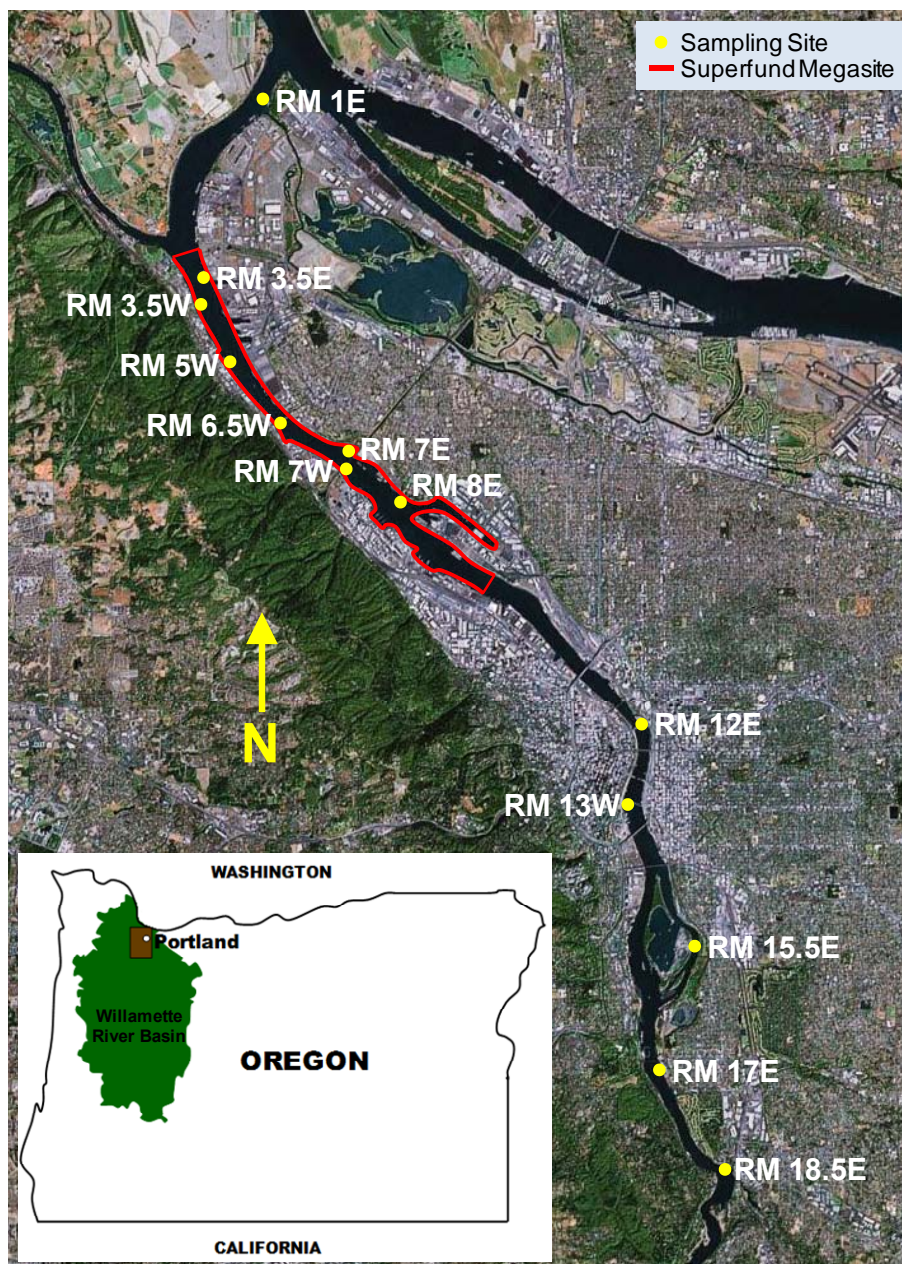 Sampling Site
Superfund Megasite
RM 1E
RM 3.5E
RM 3.5W
RM 5W
RM 6.5W
RM 7E
RM 7W
RM 8E
N
RM 12E
RM 13W
RM 15.5E
RM 17E
RM 18.5E
WASHINGTON
Portland
Willamette
River Basin
OREGON
CALIFORNIA